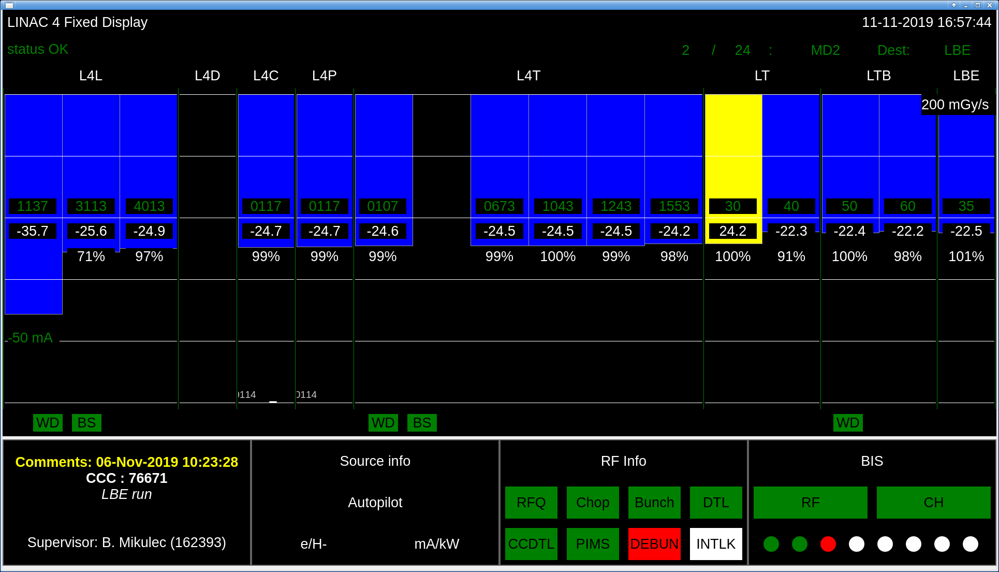 LINAC 4 Fixed Display 11-11-2019 16:57:44
status OK 2 / 24 : MD2 Dest: LBE
L4L L4D L4C L4P L4T LT LTB LBE
200 mGy/s
1137 3113 4013 0117 0117 0107 0673 1043 1243 1553 30 40 50 60 35
-35.7 -25.6 -24.9 -24.7 -24.7 -24.6 -24.5 -24.5 -24.5 -24.2 24.2 -22.3 -22.4 -22.2 -22.5
71% 97% 99% 99% 99% 99% 100% 99% 98% 100% 91% 100% 98% 101%
-50 mA
0114 0114
WD BS WD BS WD
Comments: 06-Nov-2019 10:23:28
CCC : 76671
LBE run
Supervisor: B. Mikulec (162393)
Source info
Autopilot
e/H- mA/kW
RF Info
RFQ Chop Bunch DTL
CCDTL PIMS DEBUN INTLK
BIS
RF CH